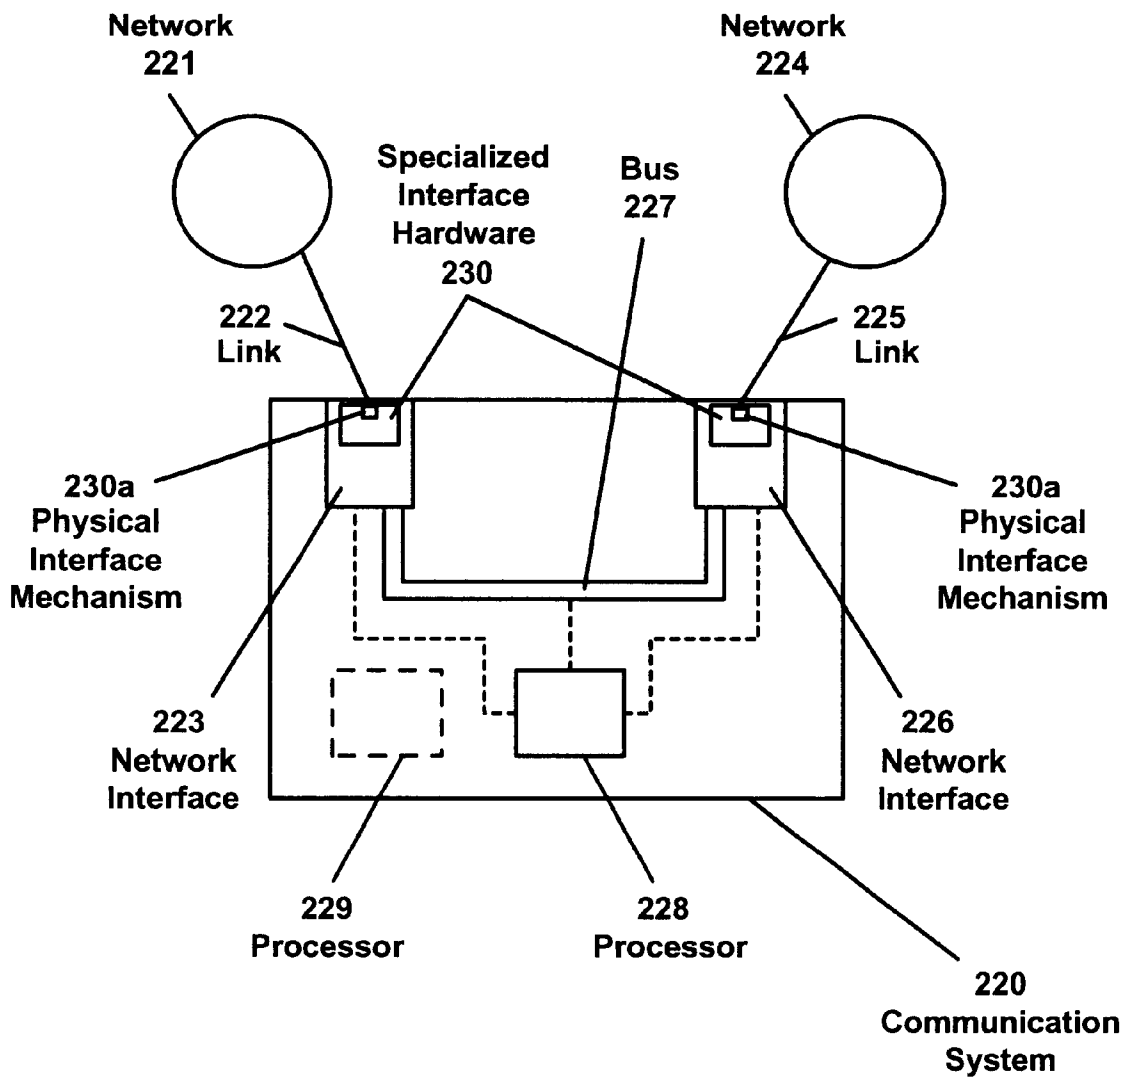 Network
221
Network
224
Specialized
Interface
Hardware
230
Bus
227
222
Link
225
Link
230a
Physical
Interface
Mechanism
230a
Physical
Interface
Mechanism
223
Network
Interface
226
Network
Interface
229
Processor
228
Processor
220
Communication
System